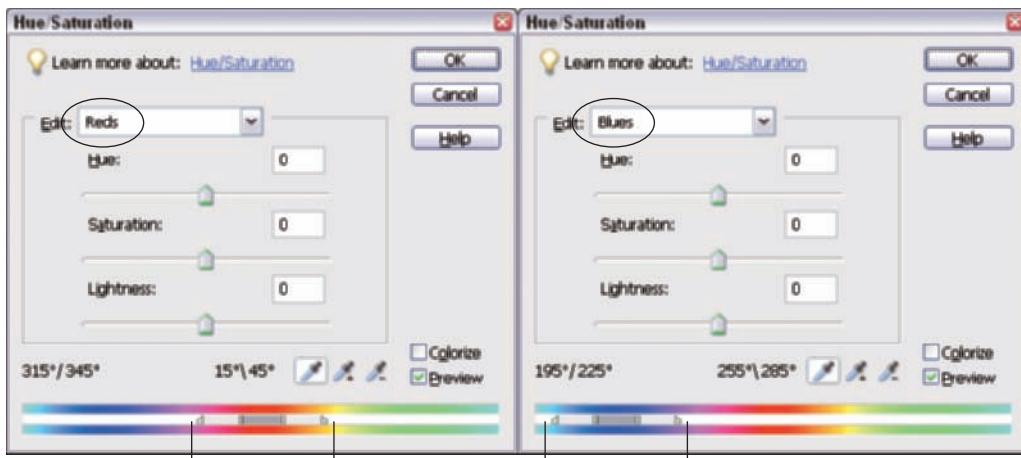 Hue/Saturation
Learn more about: Hue/Saturation
OK
Cancel
Help
Edit: Reds
Hue: 0
Saturation: 0
Lightness: 0
Colorize
Preview
315°/345° 15°\45°
Hue/Saturation
Learn more about: Hue/Saturation
OK
Cancel
Help
Edit: Blues
Hue: 0
Saturation: 0
Lightness: 0
Colorize
Preview
195°/225° 255°\285°